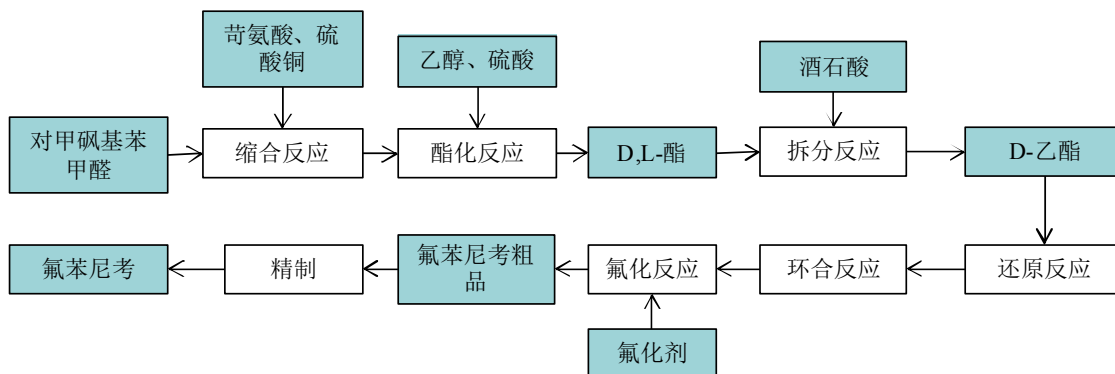 苛氨酸、硫
酸铜
乙醇、硫酸
酒石酸
对甲砜基苯
甲醛
缩合反应
酯化反应
D,L-酯
拆分反应
D-乙酯
氟苯尼考
精制
氟苯尼考粗
品
氟化反应
环合反应
还原反应
氟化剂